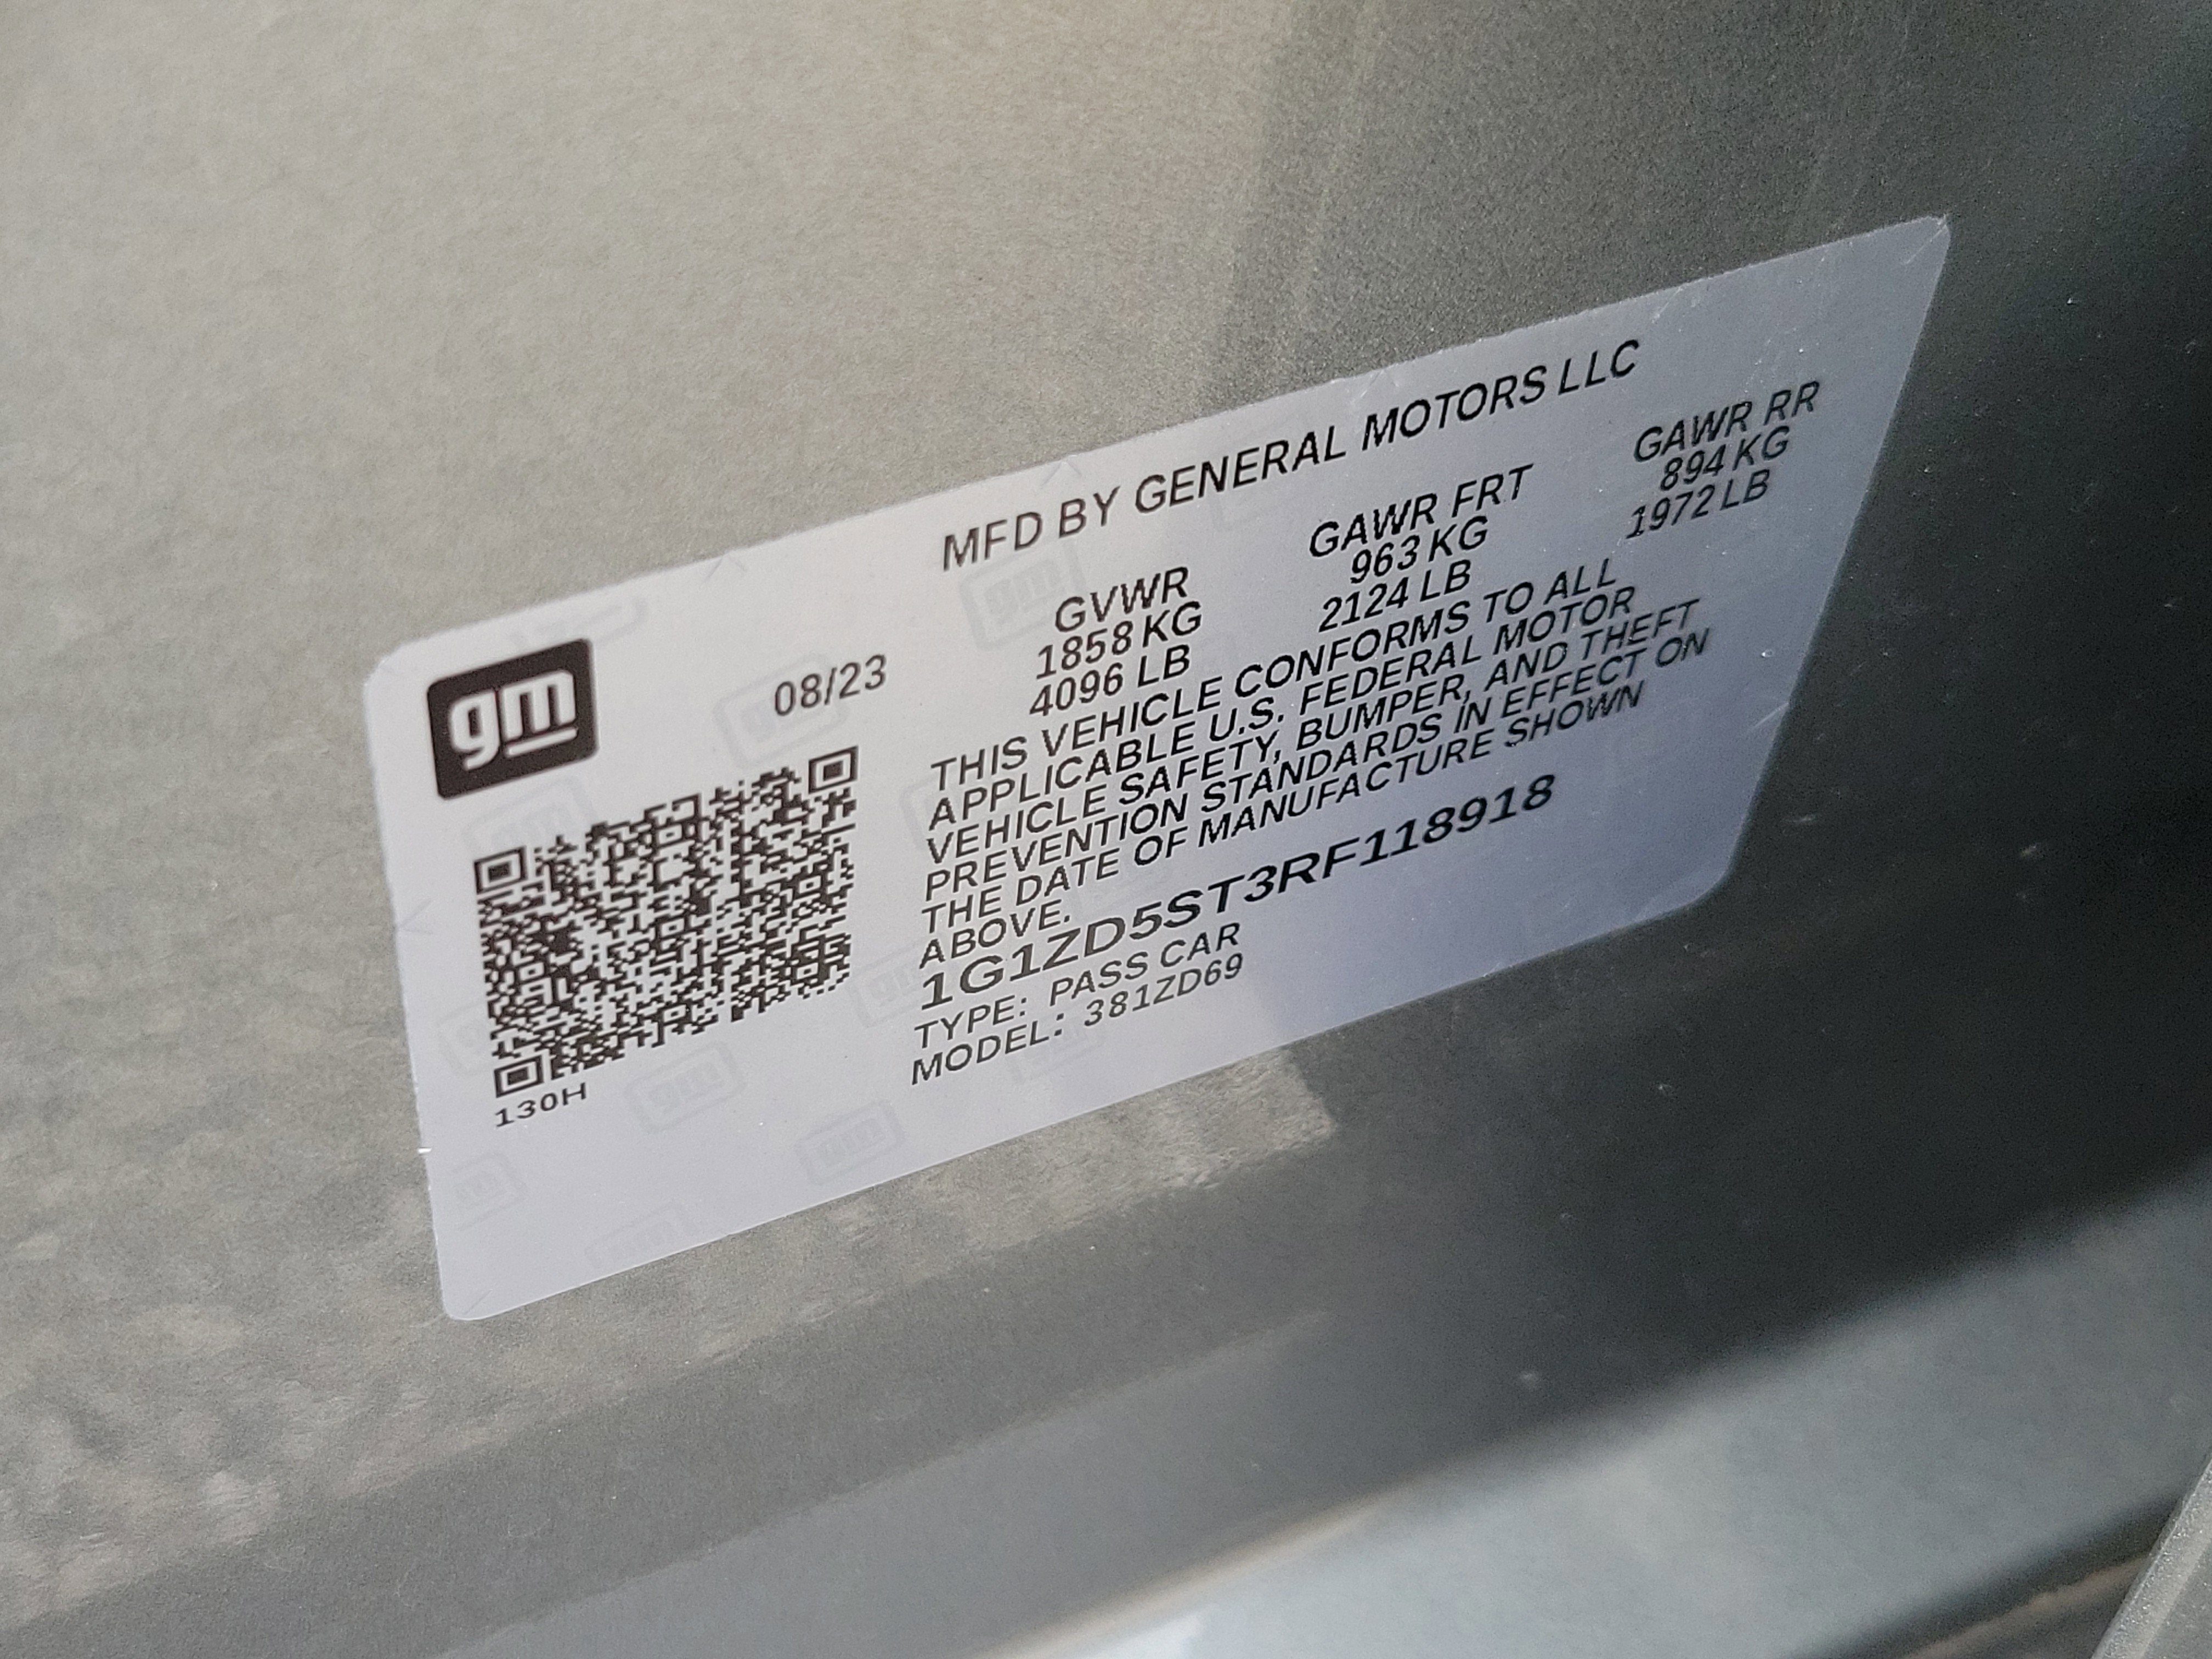 MFD BY GENERAL MOTORS LLC
gm
08/23
GVWR GAWR FRT GAWR RR
1858 KG 963 KG 894 KG
4096 LB 2124 LB 1972 LB
THIS VEHICLE CONFORMS TO ALL
APPLICABLE U.S. FEDERAL MOTOR
VEHICLE SAFETY, BUMPER, AND THEFT
PREVENTION STANDARDS IN EFFECT ON
THE DATE OF MANUFACTURE SHOWN
ABOVE.
1G1ZD5ST3RF118918
TYPE: PASS CAR
MODEL: 381ZD69
130H